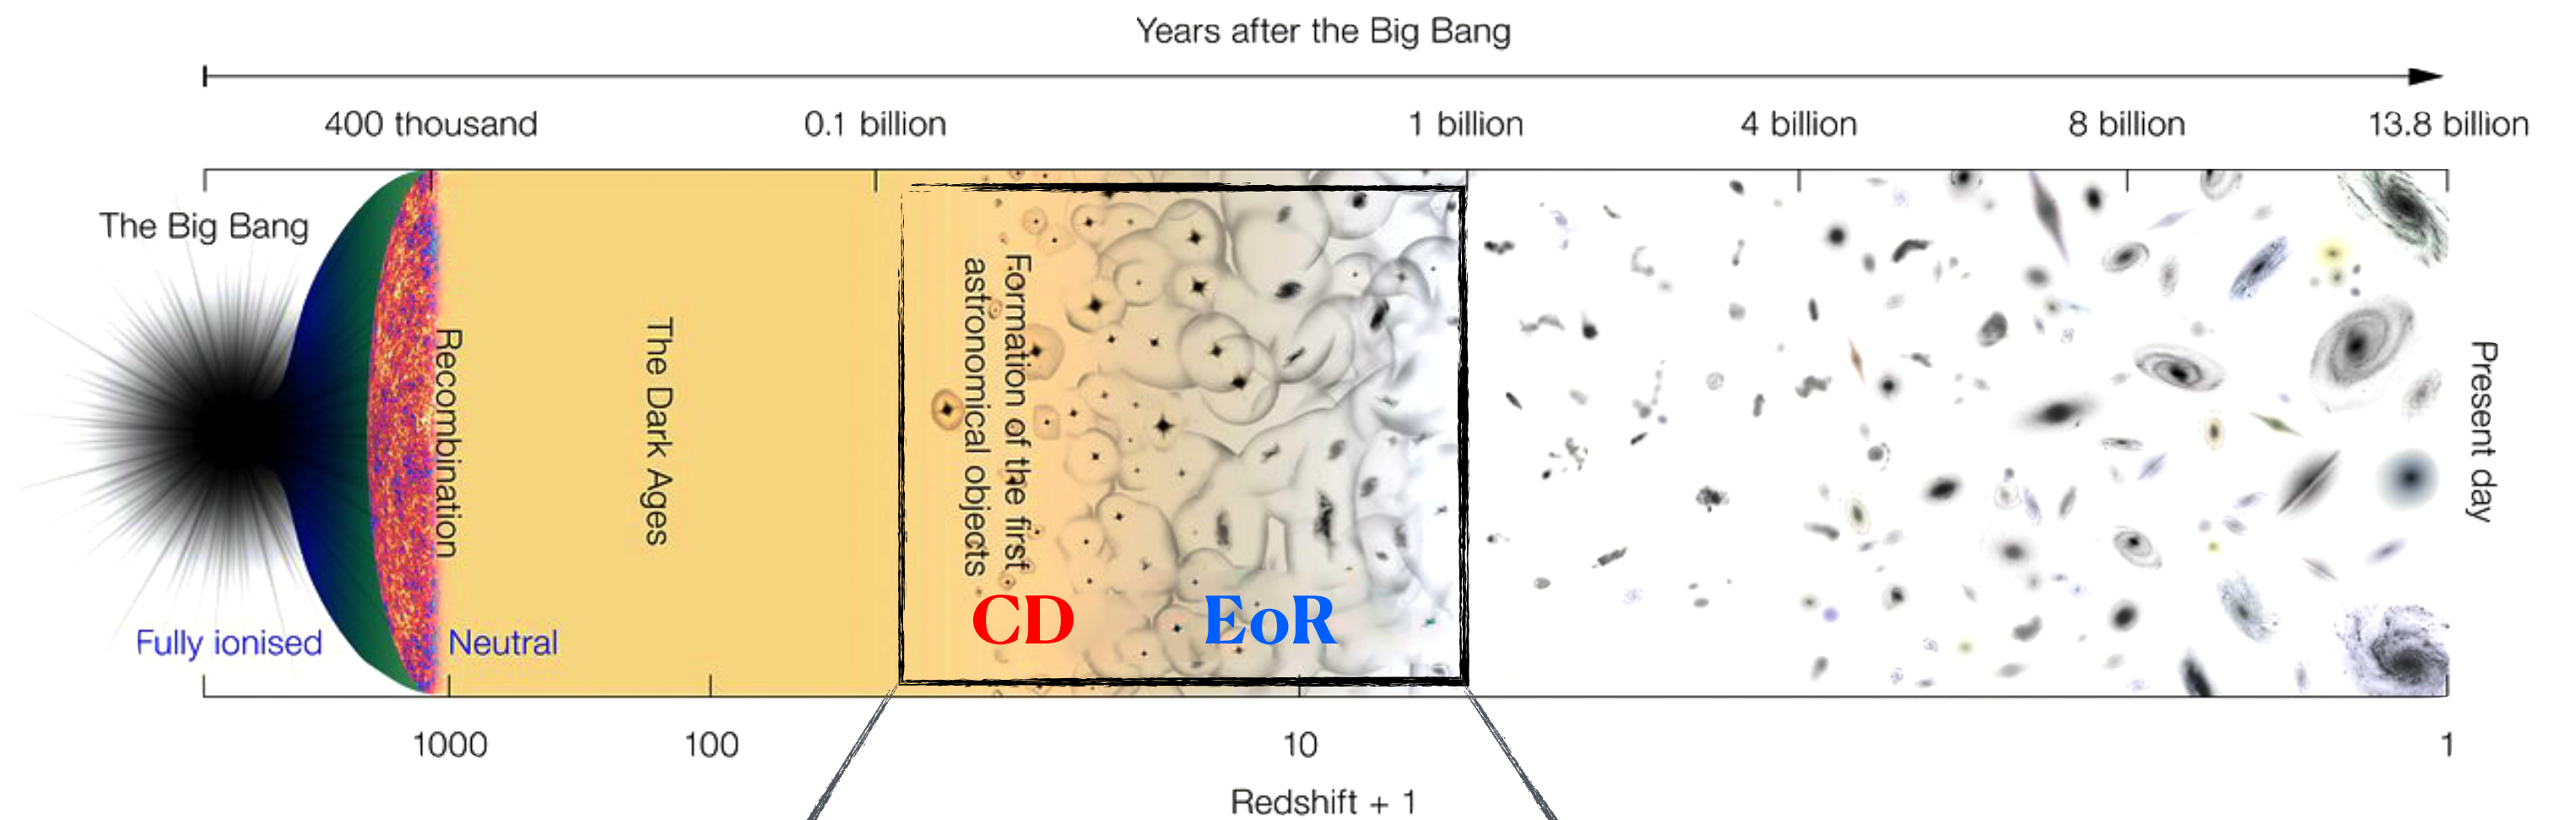 Years after the Big Bang
400 thousand
0.1 billion
1 billion
4 billion
8 billion
13.8 billion
The Big Bang
Recombination
The Dark Ages
Formation of the first
astronomical objects
Present day
CD
EoR
Fully ionised
Neutral
1000
100
10
1
Redshift + 1